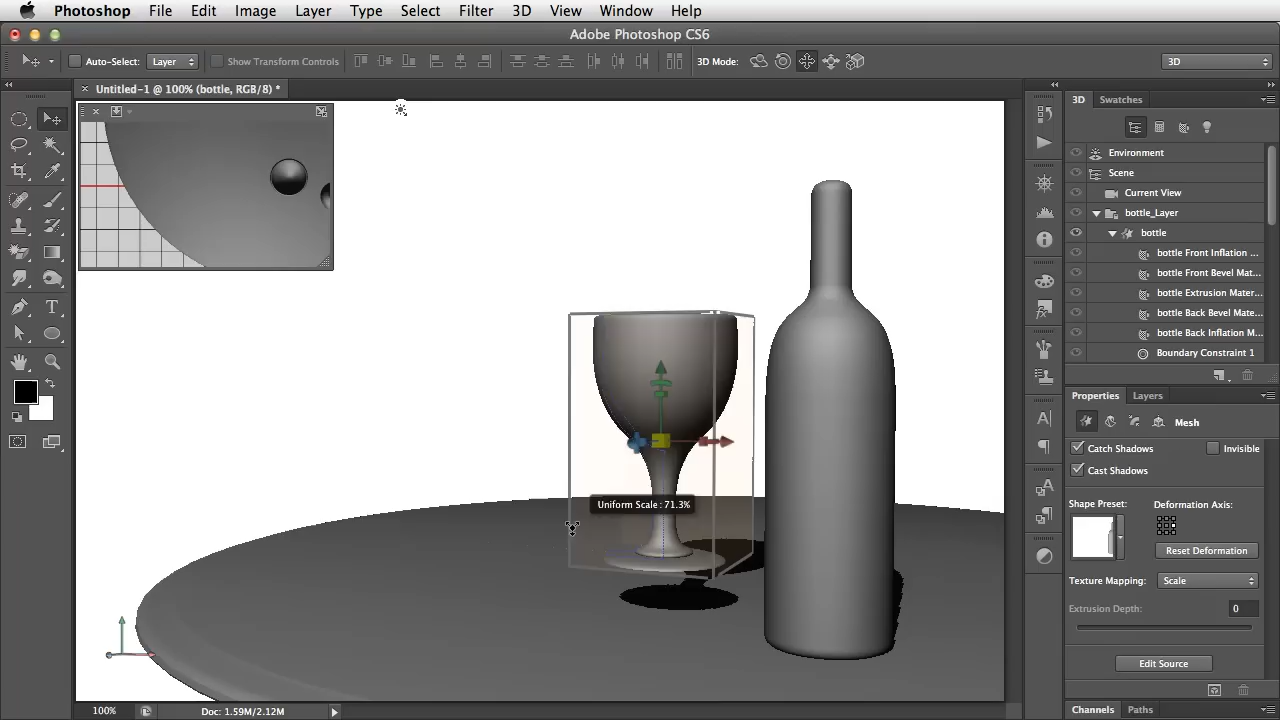 Photoshop File Edit Image Layer Type Select Filter 3D View Window Help
Adobe Photoshop CS6
Auto-Select: Layer Show Transform Controls 3D Mode: 3D
Untitled-1 @ 100% (bottle, RGB/8) *
3D Swatches
Environment
Scene
Current View
bottle_Layer
bottle
bottle Front Inflation ...
bottle Front Bevel Mat...
bottle Extrusion Mater...
bottle Back Bevel Mate...
bottle Back Inflation M...
Boundary Constraint 1
Properties Layers
Mesh
Catch Shadows Invisible
Cast Shadows
Shape Preset: Deformation Axis:
Reset Deformation
Texture Mapping: Scale
Extrusion Depth: 0
Edit Source
Channels Paths
Uniform Scale: 71.3%
100% Doc: 1.59M/2.12M